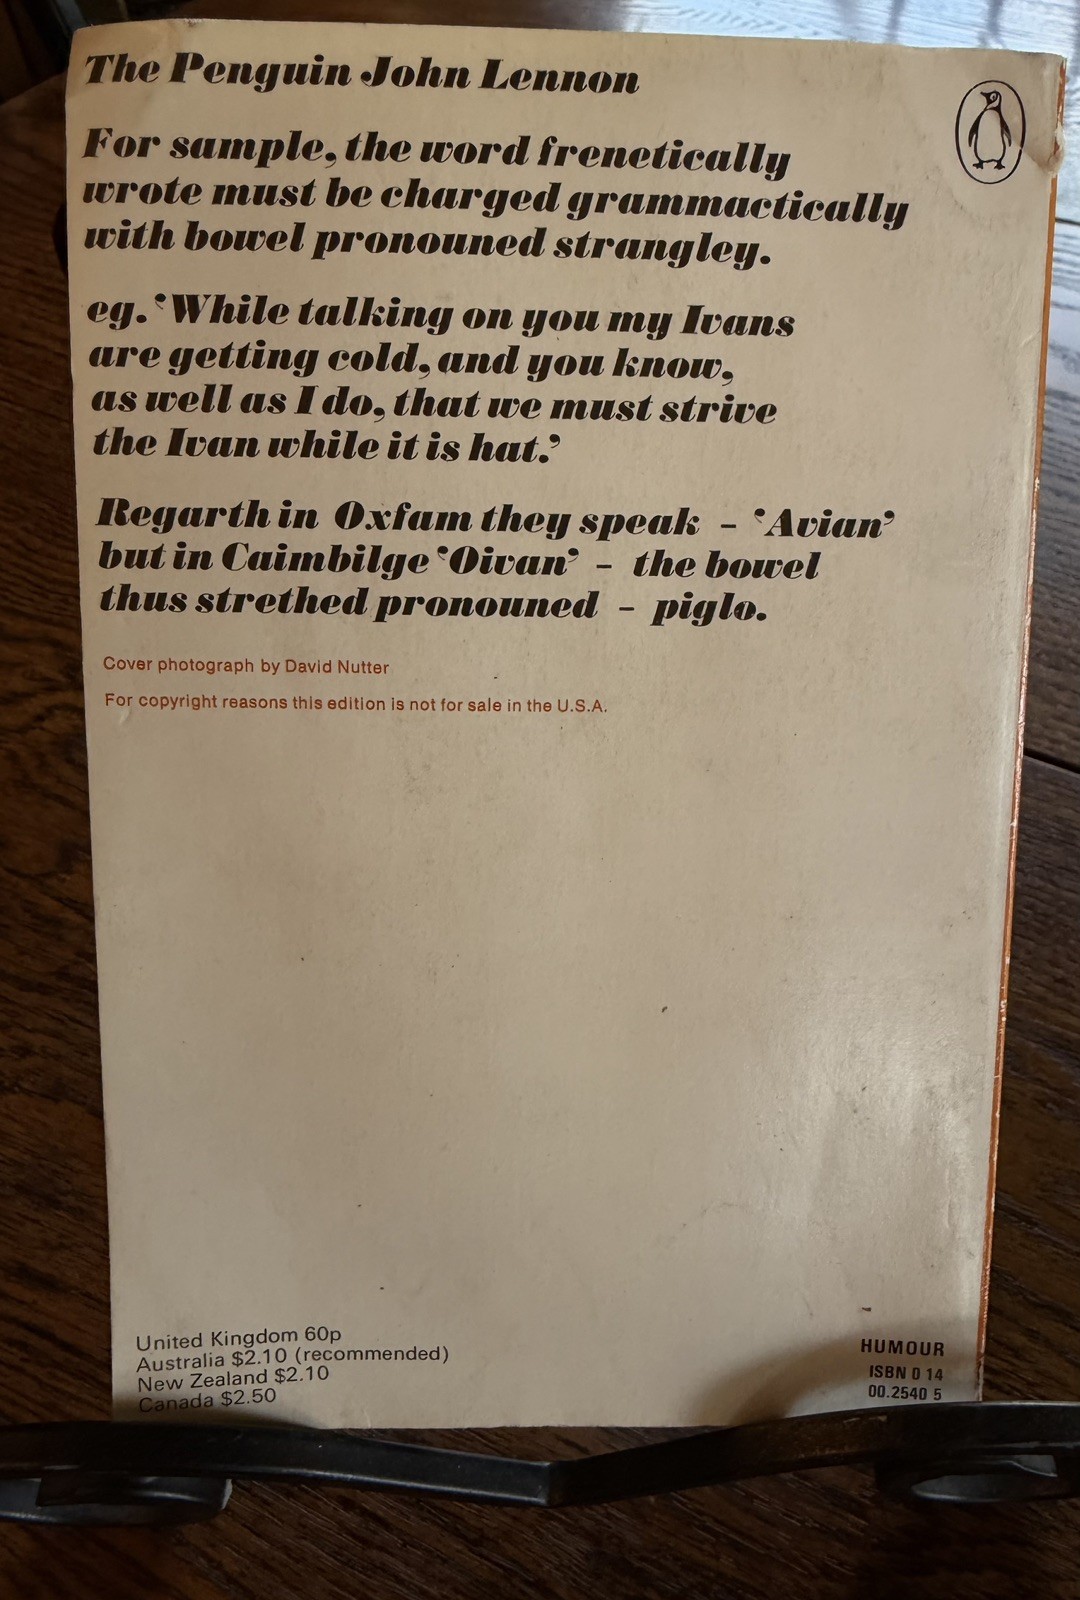 The Penguin John Lennon
For sample, the word frenetically
wrote must be charged grammactically
with bowel pronouned strangley.
eg. ‘While talking on you my Ivans
are getting cold, and you know,
as well as I do, that we must strive
the Ivan while it is hat.’
Regarth in Oxfam they speak – ‘Avian’
but in Caimbilge ‘Oivan’ – the bowel
thus strethed pronouned – piglo.
Cover photograph by David Nutter
For copyright reasons this edition is not for sale in the U.S.A.
United Kingdom 60p
Australia $2.10 (recommended)
New Zealand $2.10
Canada $2.50
HUMOUR
ISBN 0 14
00.2540 5